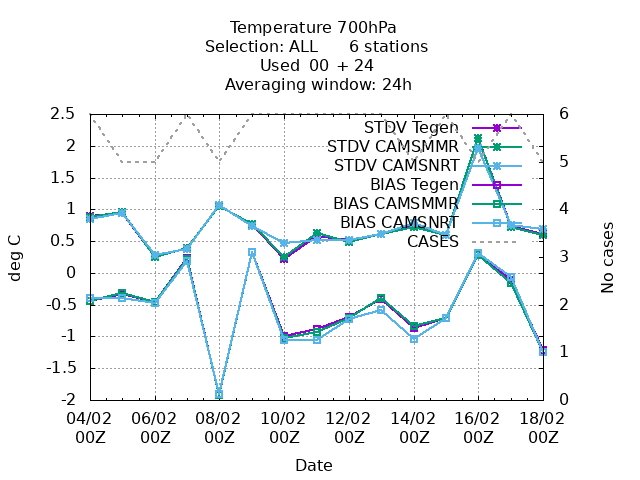 Temperature 700hPa
Selection: ALL 6 stations
Used 00 + 24
Averaging window: 24h
2.5
2
1.5
1
0.5
0
-0.5
-1
-1.5
-2
deg C
6
5
4
3
2
1
0
No cases
STDV Tegen
STDV CAMSMMR
STDV CAMSNRT
BIAS Tegen
BIAS CAMSMMR
BIAS CAMSNRT
CASES
04/02 06/02 08/02 10/02 12/02 14/02 16/02 18/02
00Z 00Z 00Z 00Z 00Z 00Z 00Z 00Z
Date